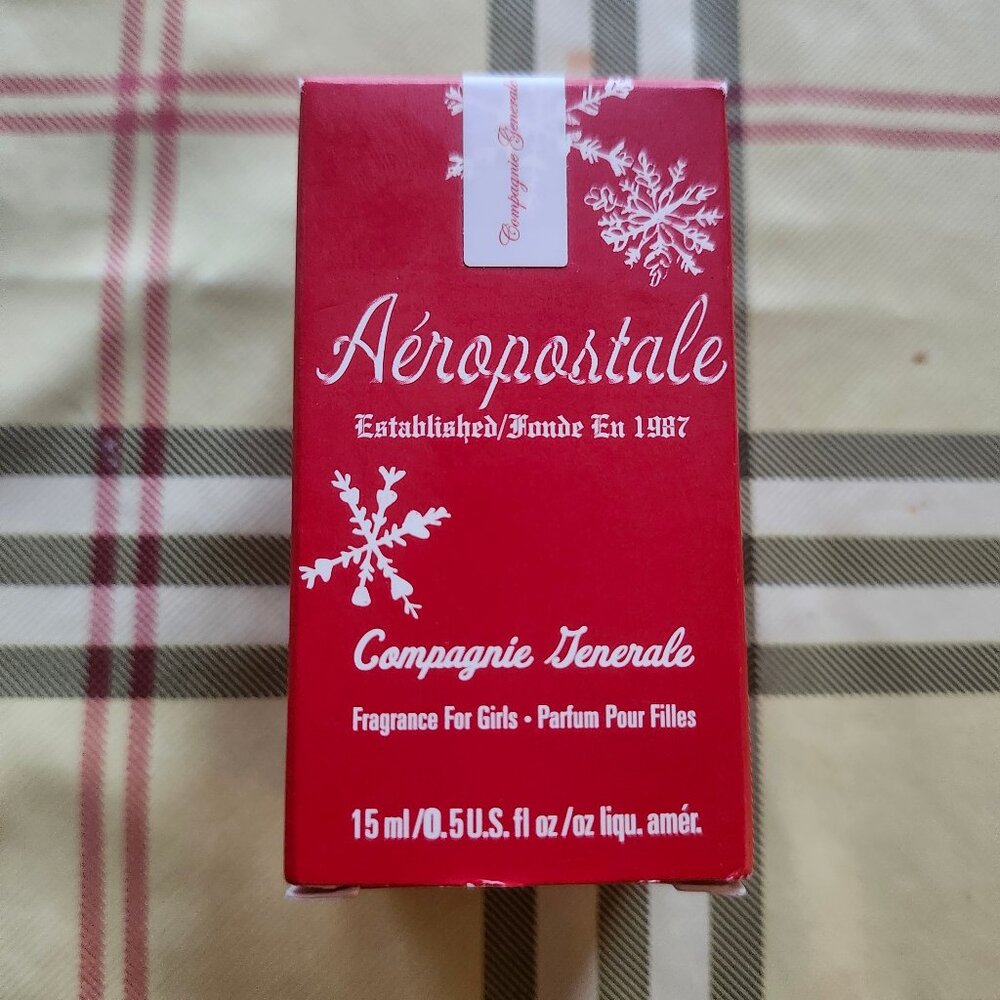 Compagnie Generale
Aéropostale
Established/Fonde En 1987
Compagnie Generale
Fragrance For Girls • Parfum Pour Filles
15 ml/0.5 U.S. fl oz /oz liqu. amér.